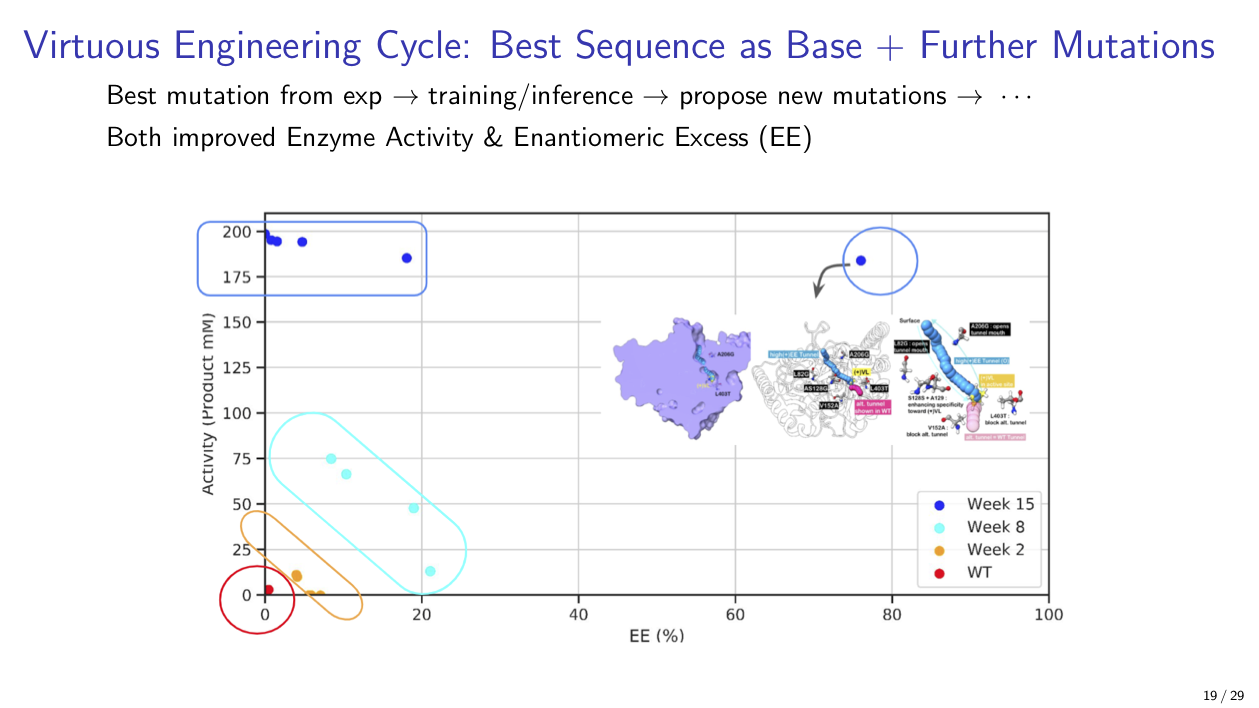 Virtuous Engineering Cycle: Best Sequence as Base + Further Mutations
Best mutation from exp → training/inference → propose new mutations → ···
Both improved Enzyme Activity & Enantiomeric Excess (EE)
200
175
150
125
100
75
50
25
0
Activity (Product mM)
0
20
40
60
80
100
EE (%)
A206G
L403T
high(+)EE Tunnel
A206G
(+)VL
L82G
AS128G
L403T
V152A
alt. tunnel
shown in WT
Surface
A206G : opens
tunnel mouth
L82G : opens
tunnel mouth
high(+)EE Tunnel (O)
(+)VL
in active site
S128S + A129 :
enhancing specificity
toward (+)VL
L403T :
block alt. tunnel
V152A :
block alt. tunnel
alt. tunnel = WT Tunnel
Week 15
Week 8
Week 2
WT
19 / 29